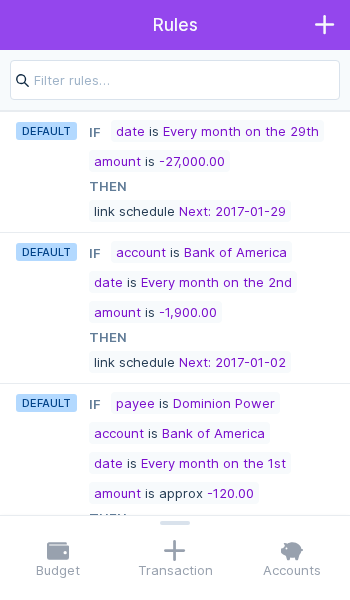 Rules
Filter rules…
DEFAULT IF date is Every month on the 29th
amount is -27,000.00
THEN
link schedule Next: 2017-01-29
DEFAULT IF account is Bank of America
date is Every month on the 2nd
amount is -1,900.00
THEN
link schedule Next: 2017-01-02
DEFAULT IF payee is Dominion Power
account is Bank of America
date is Every month on the 1st
amount is approx -120.00
THEN
Budget Transaction Accounts